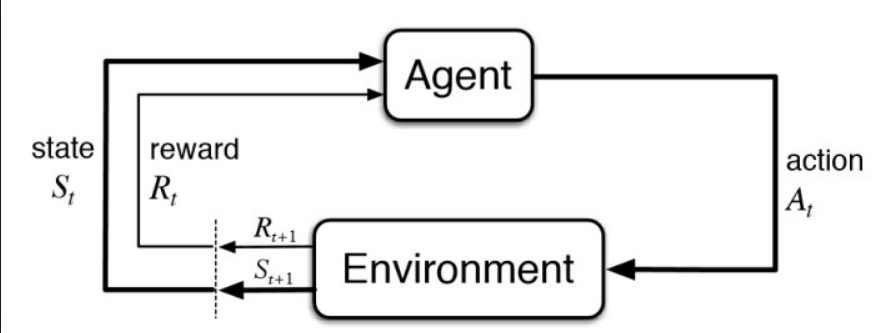 Agent
state
S_t
reward
R_t
action
A_t
R_{t+1}
S_{t+1}
Environment